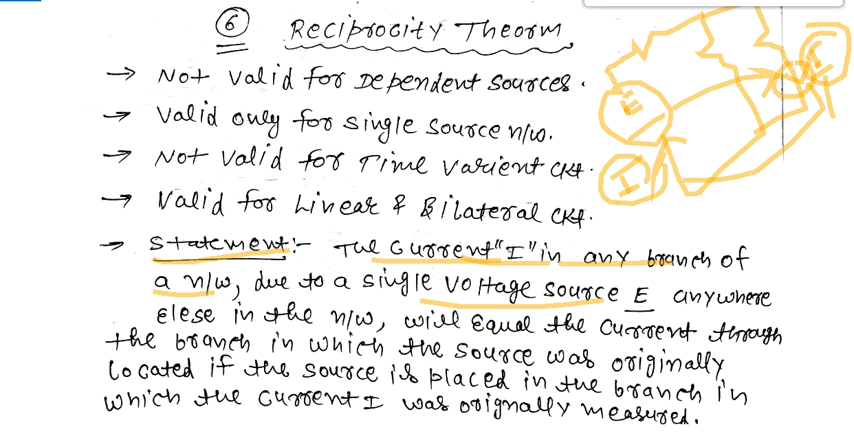 6 Reciprocity Theorm
→ Not valid for Dependent sources.
→ Valid only for single source n/w.
→ Not valid for Time varient ckt.
→ Valid for Linear & Bilateral ckt.
→ Statement:- The current "I" in any branch of
a n/w, due to a single voltage source E anywhere
elese in the n/w, will equal the current through
the branch in which the source was originally
located if the source is placed in the branch in
which the current I was orignally measured.
E
I
I